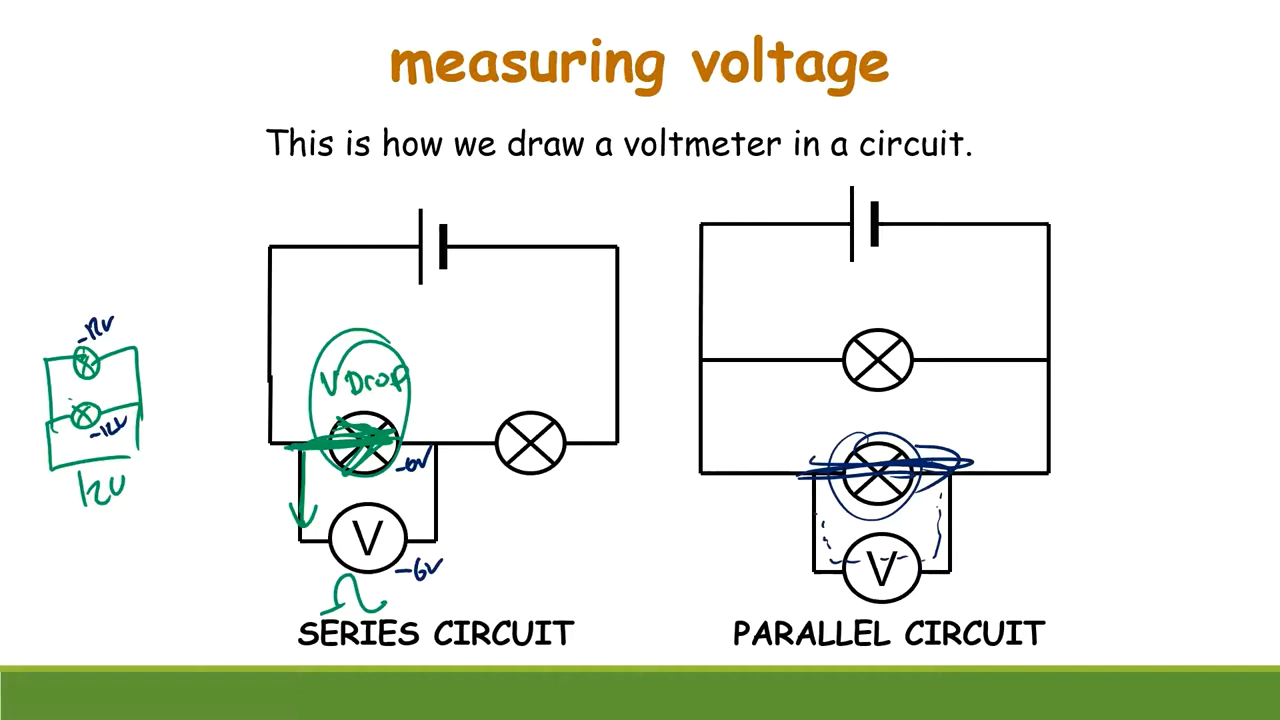 measuring voltage
This is how we draw a voltmeter in a circuit.
-12V
-12V
12V
V Drop
-6V
V
-6V
Ω
V
SERIES CIRCUIT
PARALLEL CIRCUIT